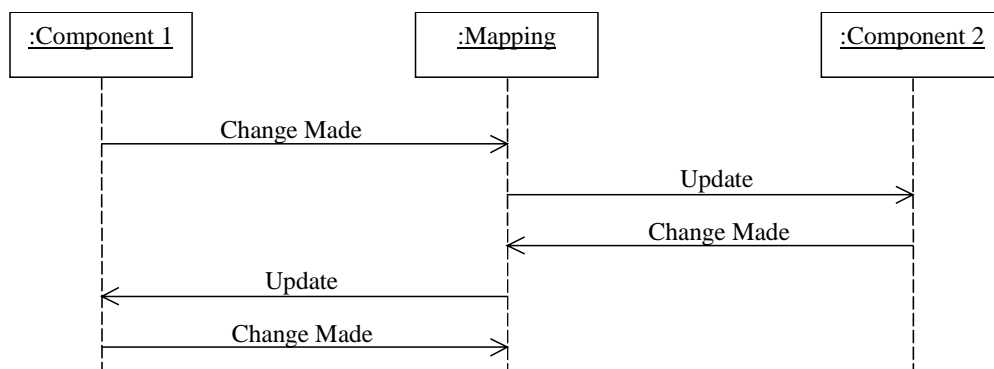 :Component 1
:Mapping
:Component 2
Change Made
Update
Change Made
Update
Change Made